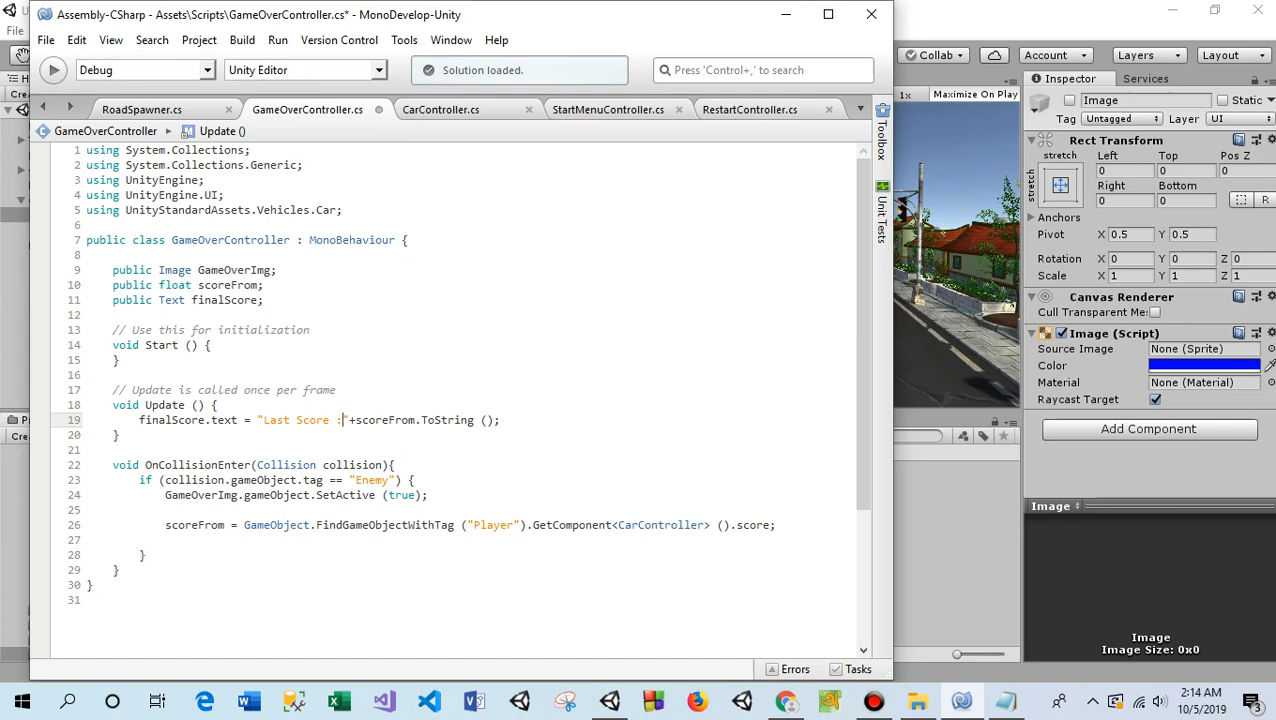 Assembly-CSharp - Assets\Scripts\GameOverController.cs* - MonoDevelop-Unity
File Edit View Search Project Build Run Version Control Tools Window Help
Debug
Unity Editor
Solution loaded.
Press 'Control+,' to search
RoadSpawner.cs
GameOverController.cs
CarController.cs
StartMenuController.cs
RestartController.cs
GameOverController
Update ()
1 using System.Collections;
2 using System.Collections.Generic;
3 using UnityEngine;
4 using UnityEngine.UI;
5 using UnityStandardAssets.Vehicles.Car;
6
7 public class GameOverController : MonoBehaviour {
8
9 public Image GameOverImg;
10 public float scoreFrom;
11 public Text finalScore;
12
13 // Use this for initialization
14 void Start () {
15 }
16
17 // Update is called once per frame
18 void Update () {
19 finalScore.text = "Last Score :"+scoreFrom.ToString ();
20 }
21
22 void OnCollisionEnter(Collision collision){
23 if (collision.gameObject.tag == "Enemy") {
24 GameOverImg.gameObject.SetActive (true);
25
26 scoreFrom = GameObject.FindGameObjectWithTag ("Player").GetComponent<CarController> ().score;
27
28 }
29 }
30 }
31
Errors
Tasks
Toolbox
Unit Tests
Collab
Account
Layers
Layout
1x
Maximize On Play
Inspector
Services
Image
Static
Tag Untagged
Layer UI
Rect Transform
stretch
stretch
Left Top Pos Z
0 0 0
Right Bottom
0 0
R
Anchors
Pivot X 0.5 Y 0.5
Rotation X 0 Y 0 Z 0
Scale X 1 Y 1 Z 1
Canvas Renderer
Cull Transparent Me:
Image (Script)
Source Image None (Sprite)
Color
Material None (Material)
Raycast Target
Add Component
Image
Image
Image Size: 0x0
2:14 AM
10/5/2019
3